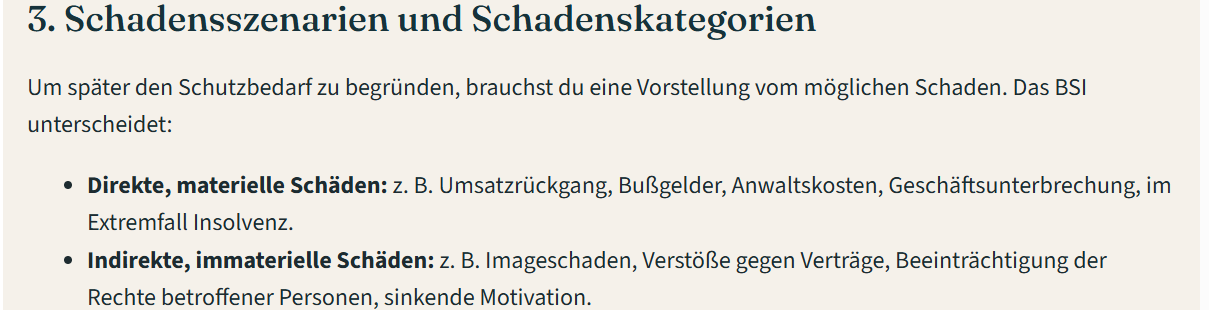 3. Schadensszenarien und Schadenskategorien
Um später den Schutzbedarf zu begründen, brauchst du eine Vorstellung vom möglichen Schaden. Das BSI
unterscheidet:
• Direkte, materielle Schäden: z. B. Umsatzrückgang, Bußgelder, Anwaltskosten, Geschäftsunterbrechung, im
Extremfall Insolvenz.
• Indirekte, immaterielle Schäden: z. B. Imageschaden, Verstöße gegen Verträge, Beeinträchtigung der
Rechte betroffener Personen, sinkende Motivation.